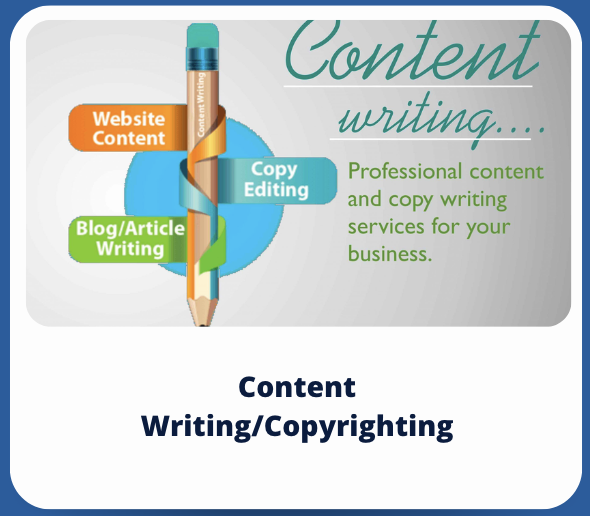 Content
writing....
Content Writing
Website
Content
Copy
Editing
Blog/Article
Writing
Professional content
and copy writing
services for your
business.
Content
Writing/Copyrighting